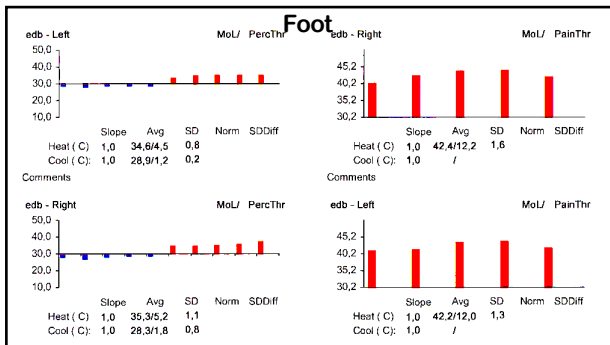 Foot
edb - Left MoL/ PercThr
50,0
40,0
30,0
20,0
10,0
Slope Avg SD Norm SDDiff
Heat ( C) 1,0 34,6/4,5 0,8
Cool ( C): 1,0 28,9/1,2 0,2
Comments
edb - Right MoL/ PainThr
45,2
40,2
35,2
30,2
Slope Avg SD Norm SDDiff
Heat ( C) 1,0 42,4/12,2 1,6
Cool ( C): 1,0 /
Comments
edb - Right MoL/ PercThr
50,0
40,0
30,0
20,0
10,0
Slope Avg SD Norm SDDiff
Heat ( C) 1,0 35,3/5,2 1,1
Cool ( C): 1,0 28,3/1,8 0,8
edb - Left MoL/ PainThr
45,2
40,2
35,2
30,2
Slope Avg SD Norm SDDiff
Heat ( C) 1,0 42,2/12,0 1,3
Cool ( C): 1,0 /